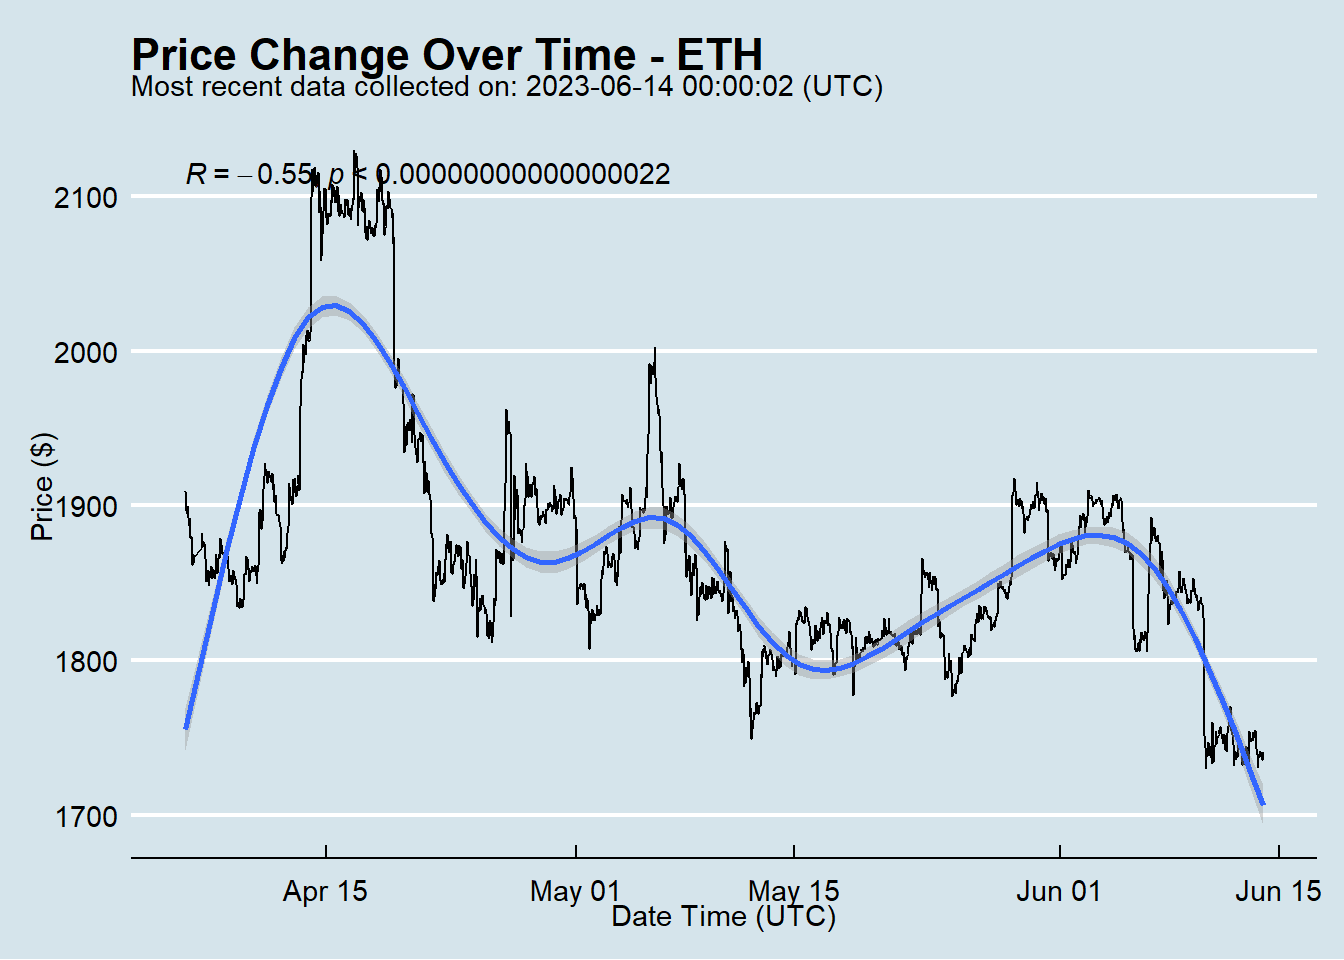 Price Change Over Time - ETH
Most recent data collected on: 2023-06-14 00:00:02 (UTC)
R = −0.55, p < 0.00000000000000022
2100
2000
1900
1800
1700
Price ($)
Apr 15 May 01 May 15 Jun 01 Jun 15
Date Time (UTC)